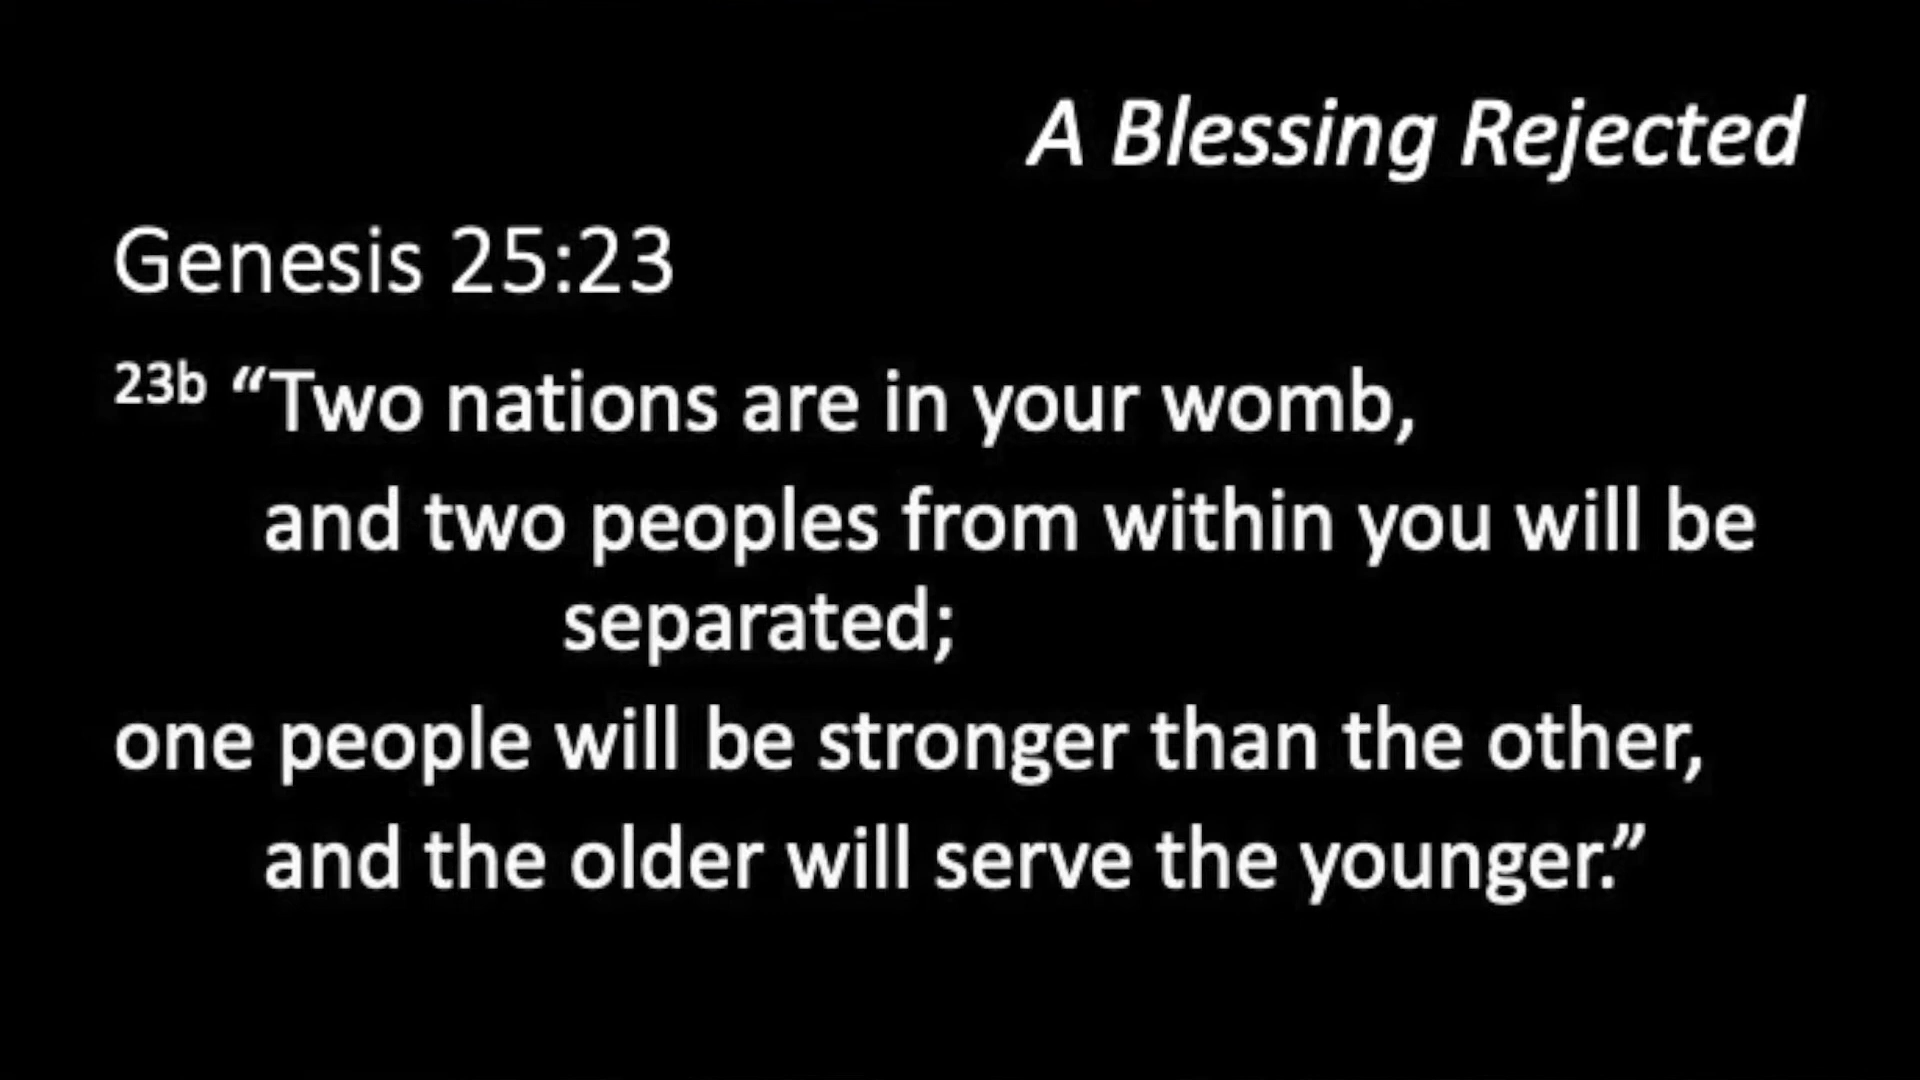 A Blessing Rejected
Genesis 25:23
23b “Two nations are in your womb,
and two peoples from within you will be
separated;
one people will be stronger than the other,
and the older will serve the younger.”